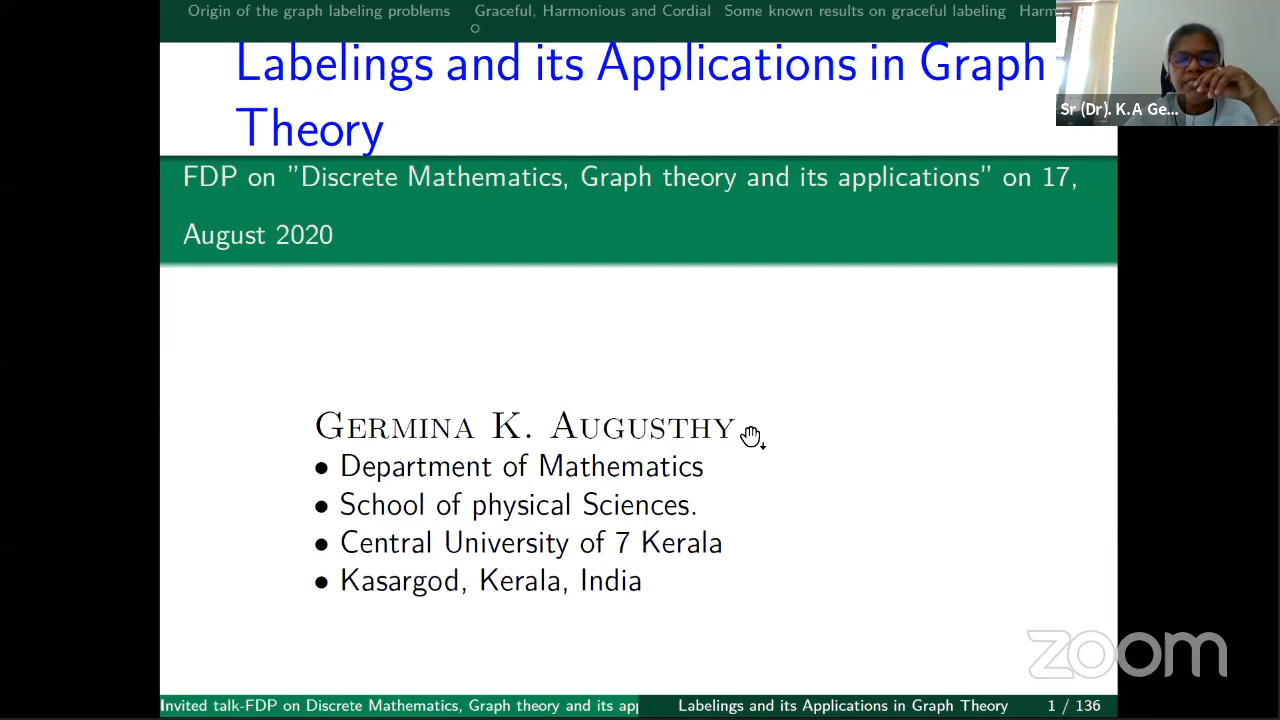 Origin of the graph labeling problems Graceful, Harmonious and Cordial Some known results on graceful labeling Harm
Labelings and its Applications in Graph
Theory
Sr (Dr). K.A Ge...
FDP on "Discrete Mathematics, Graph theory and its applications" on 17,
August 2020
GERMINA K. AUGUSTHY
• Department of Mathematics
• School of physical Sciences.
• Central University of 7 Kerala
• Kasargod, Kerala, India
zoom
Invited talk-FDP on Discrete Mathematics, Graph theory and its app Labelings and its Applications in Graph Theory 1 / 136